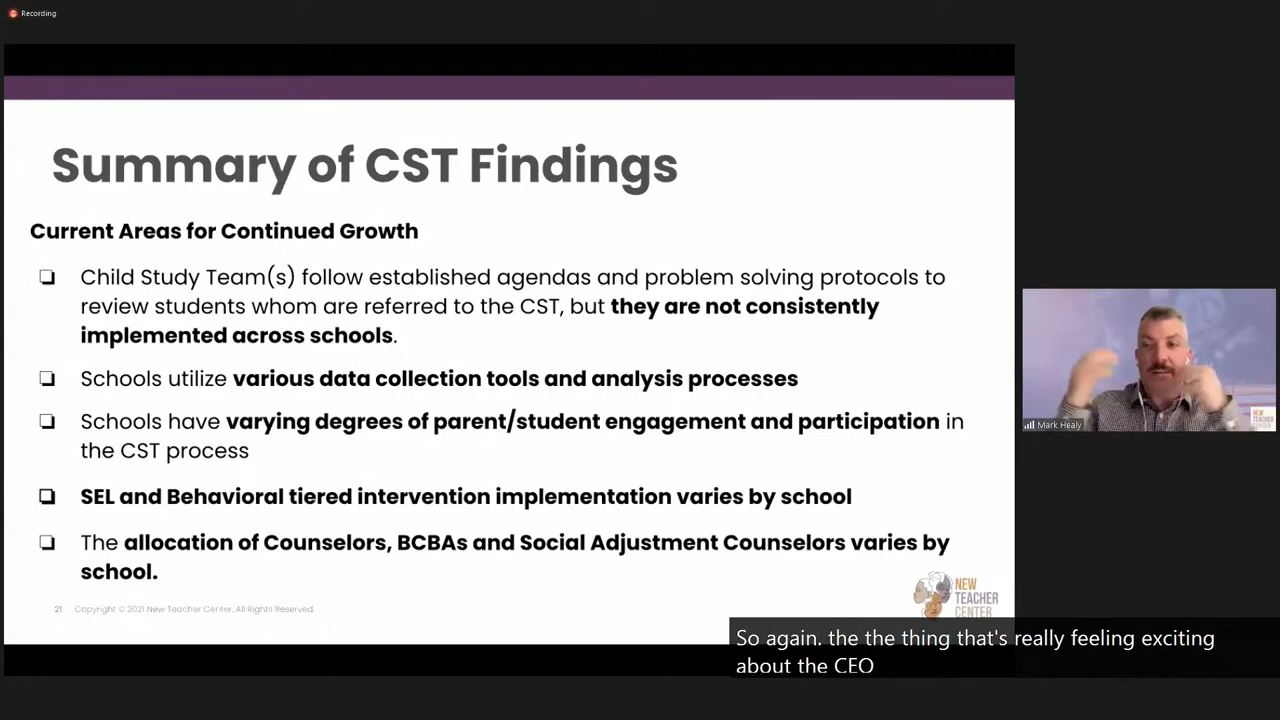 Recording
Summary of CST Findings
Current Areas for Continued Growth
Child Study Team(s) follow established agendas and problem solving protocols to
review students whom are referred to the CST, but they are not consistently
implemented across schools.
Schools utilize various data collection tools and analysis processes
Schools have varying degrees of parent/student engagement and participation in
the CST process
SEL and Behavioral tiered intervention implementation varies by school
The allocation of Counselors, BCBAs and Social Adjustment Counselors varies by
school.
21 Copyright © 2021 New Teacher Center. All Rights Reserved.
NEW
TEACHER
CENTER
Mark Healy
NEW
TEACHER
CENTER
So again. the the thing that's really feeling exciting
about the CEO